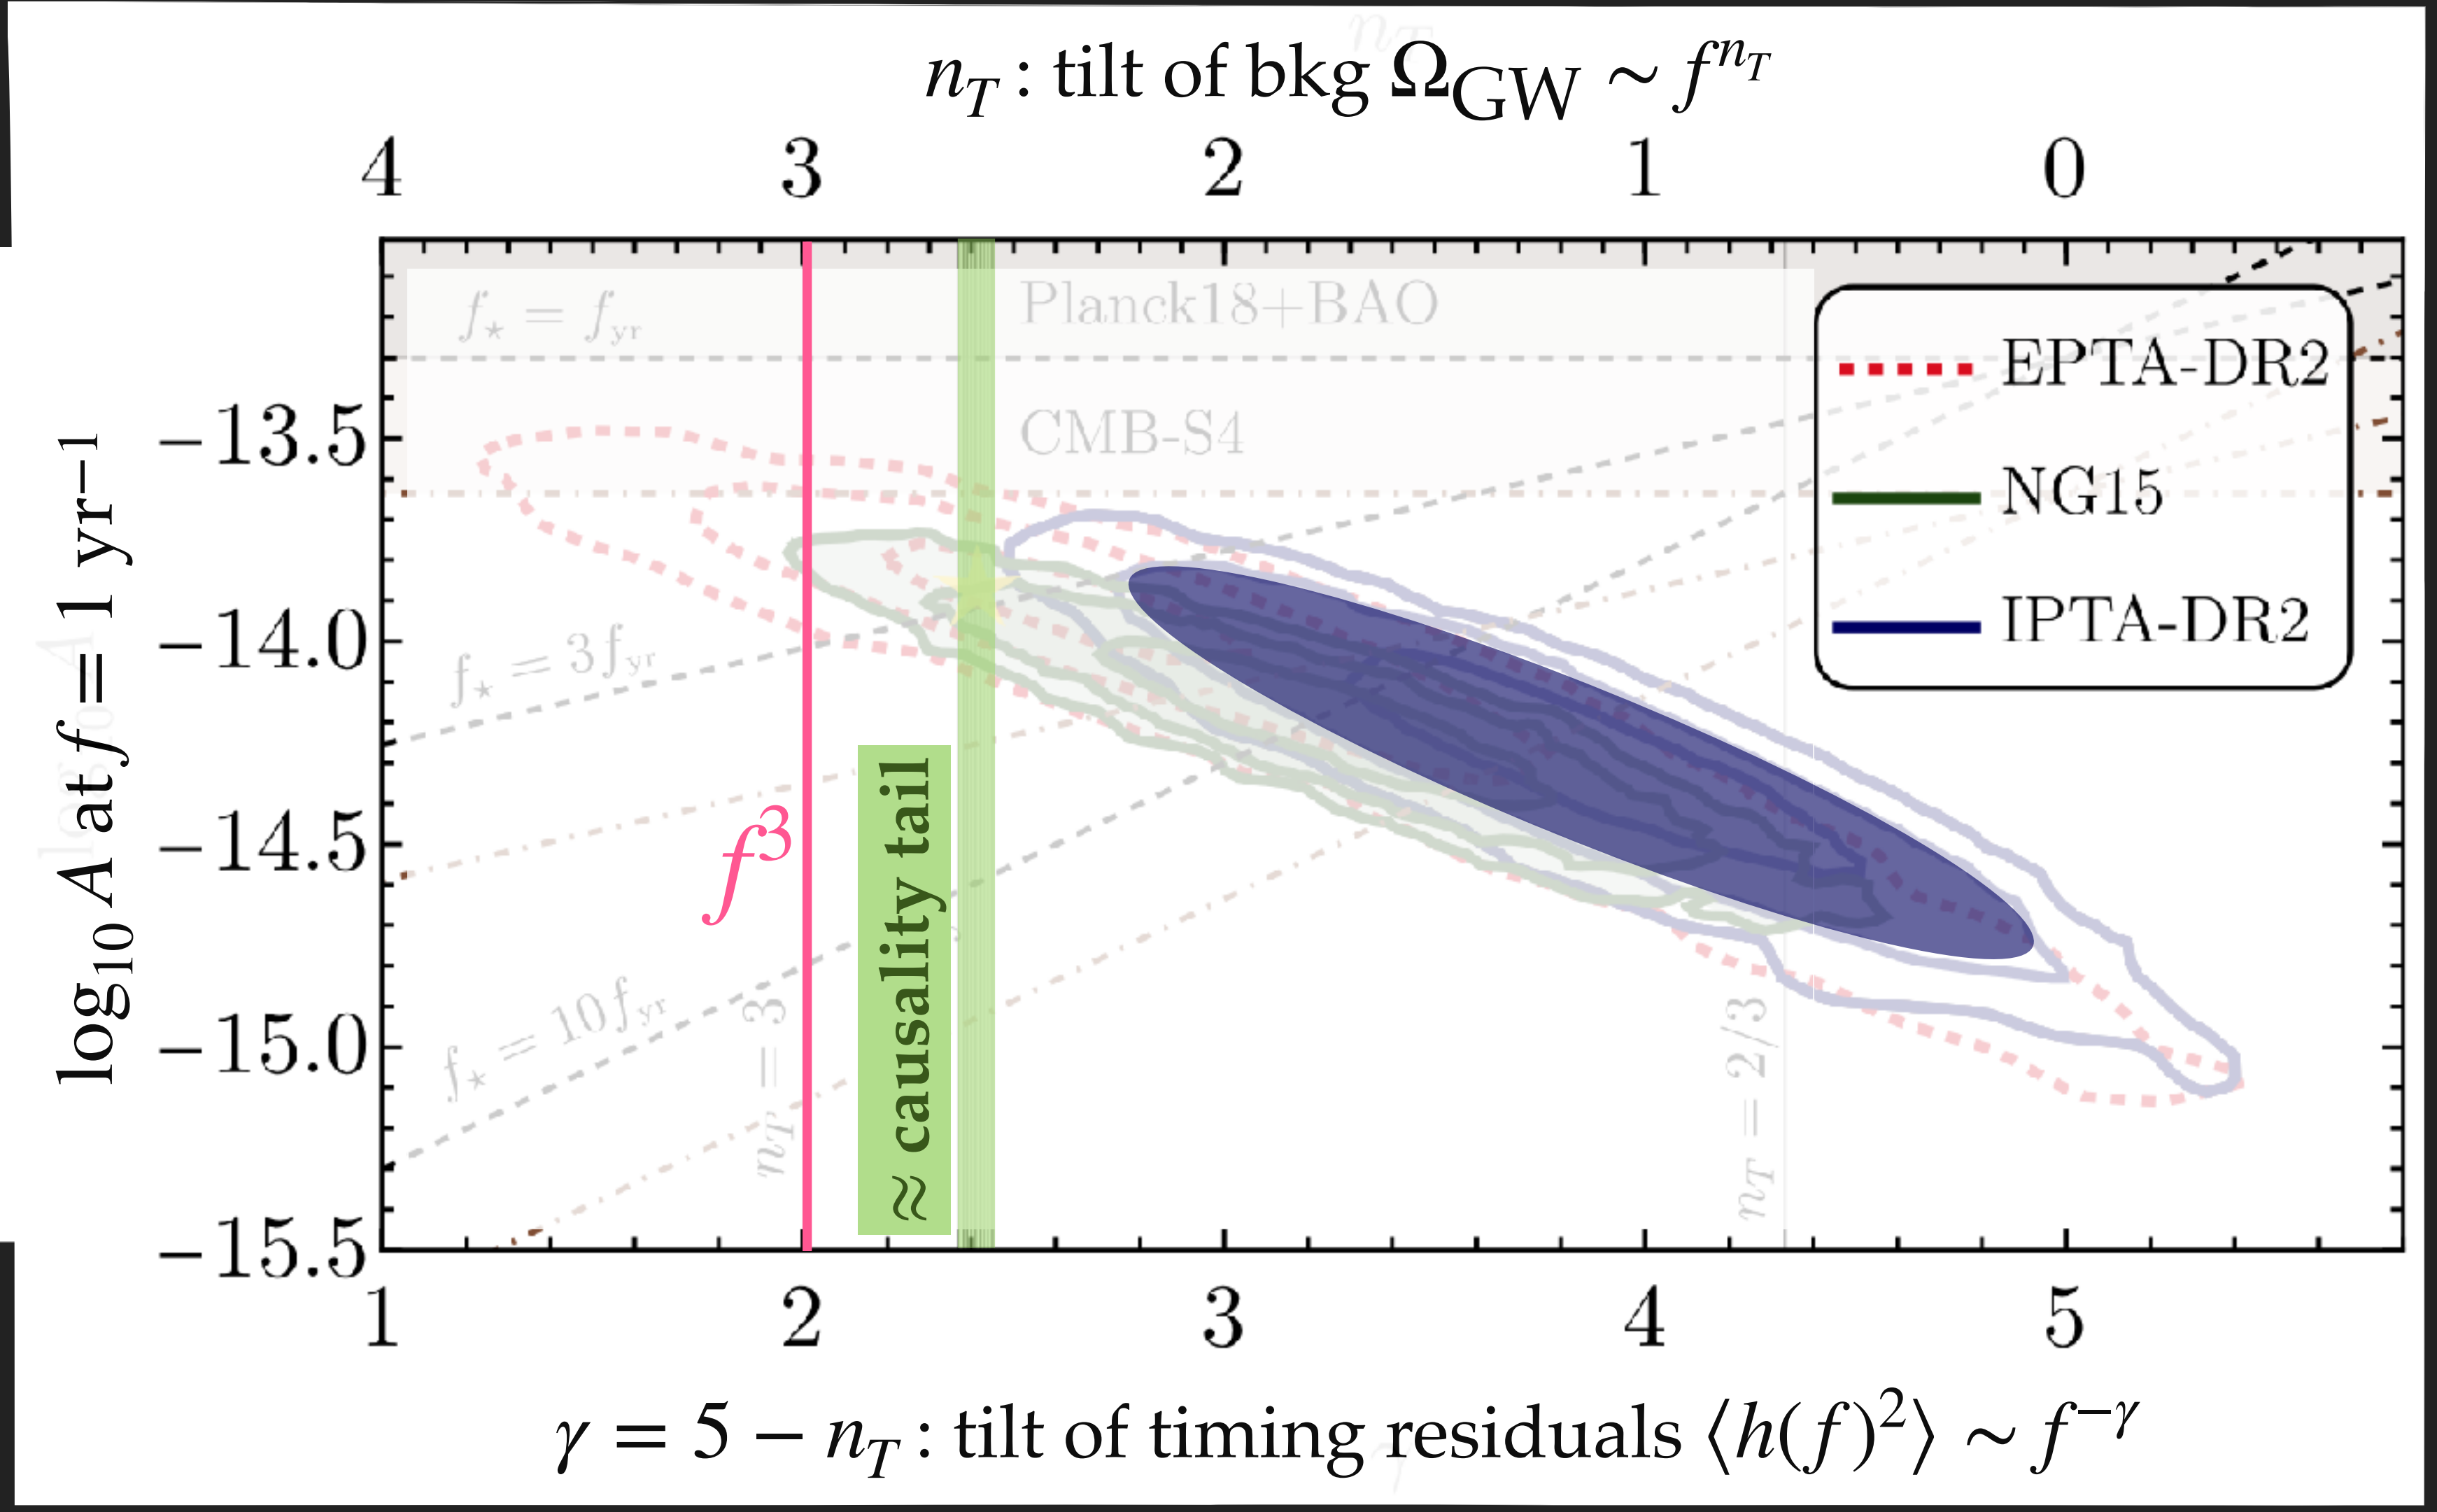 n_T : tilt of bkg Ω_GW ∼ f^{n_T}
4 3 2 1 0
f⋆ = f_yr
Planck18+BAO
CMB-S4
EPTA-DR2
NG15
IPTA-DR2
log₁₀ A at f = 1 yr⁻¹
−13.5
−14.0
−14.5
−15.0
−15.5
f⋆ = 3f_yr
f⋆ = 10f_yr
f³
n_T = 3
≈ causality tail
n_T = 2/3
1 2 3 4 5
γ = 5 − n_T : tilt of timing residuals ⟨h(f)²⟩ ∼ f^{−γ}